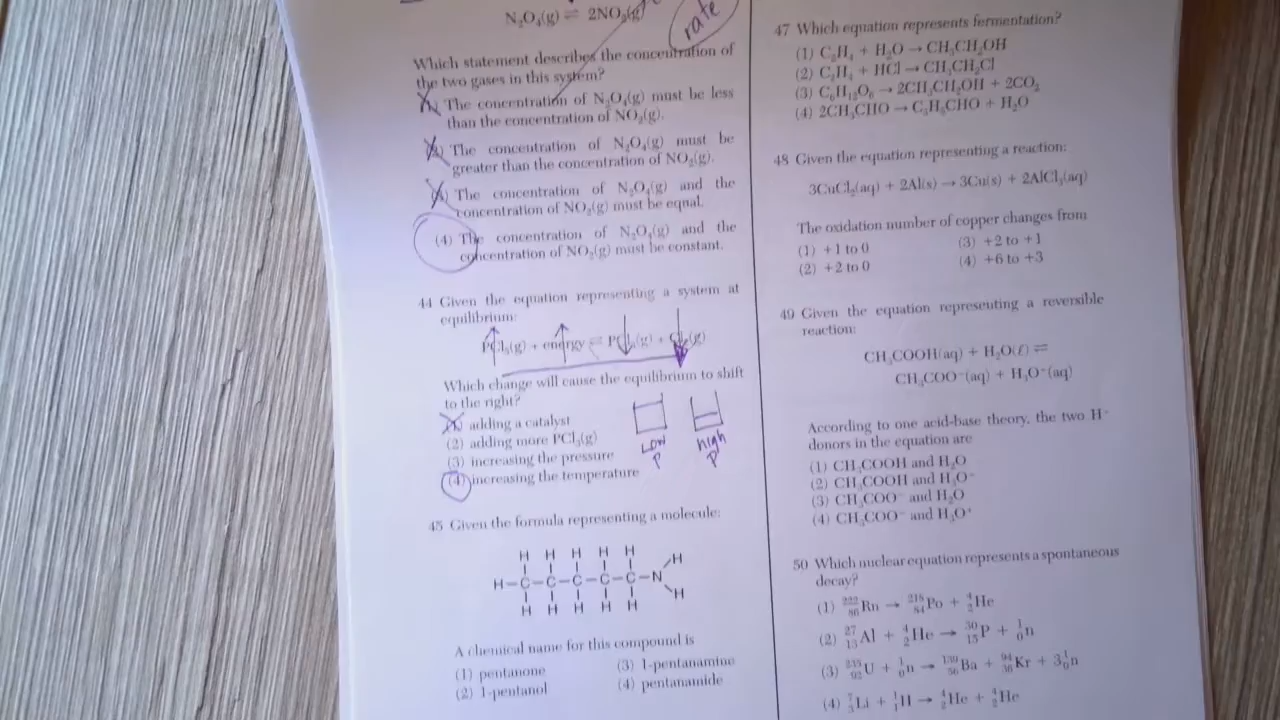 N₂O₄(g) ⇌ 2NO₂(g)
rate
Which statement describes the concentration of
the two gases in this system?
(1) The concentration of N₂O₄(g) must be less
than the concentration of NO₂(g).
(2) The concentration of N₂O₄(g) must be
greater than the concentration of NO₂(g).
(3) The concentration of N₂O₄(g) and the
concentration of NO₂(g) must be equal.
(4) The concentration of N₂O₄(g) and the
concentration of NO₂(g) must be constant.
44 Given the equation representing a system at
equilibrium:
PCl₅(g) + energy ⇌ PCl₃(g) + Cl₂(g)
Which change will cause the equilibrium to shift
to the right?
(1) adding a catalyst
(2) adding more PCl₃(g)
(3) increasing the pressure
(4) increasing the temperature
Low
P
high
P
45 Given the formula representing a molecule:
H H H H H H
H–C–C–C–C–C–N
H H H H H H
A chemical name for this compound is
(1) pentanone
(2) 1-pentanol
(3) 1-pentanamine
(4) pentanamide
47 Which equation represents fermentation?
(1) C₂H₄ + H₂O → CH₃CH₂OH
(2) C₂H₄ + HCl → CH₃CH₂Cl
(3) C₆H₁₂O₆ → 2CH₃CH₂OH + 2CO₂
(4) 2CH₃CHO → C₃H₅CHO + H₂O
48 Given the equation representing a reaction:
3CuCl₂(aq) + 2Al(s) → 3Cu(s) + 2AlCl₃(aq)
The oxidation number of copper changes from
(1) +1 to 0
(2) +2 to 0
(3) +2 to +1
(4) +6 to +3
49 Given the equation representing a reversible
reaction:
CH₃COOH(aq) + H₂O(ℓ) ⇌
CH₃COO⁻(aq) + H₃O⁺(aq)
According to one acid-base theory, the two H⁺
donors in the equation are
(1) CH₃COOH and H₂O
(2) CH₃COOH and H₃O⁺
(3) CH₃COO⁻ and H₂O
(4) CH₃COO⁻ and H₃O⁺
50 Which nuclear equation represents a spontaneous
decay?
(1) ²²²₈₆Rn → ²¹⁸₈₄Po + ⁴₂He
(2) ²⁷₁₃Al + ⁴₂He → ³⁰₁₅P + ¹₀n
(3) ²³⁵₉₂U + ¹₀n → ¹³⁹₅₆Ba + ⁹⁴₃₆Kr + 3¹₀n
(4) ⁷₃Li + ¹₁H → ⁴₂He + ⁴₂He